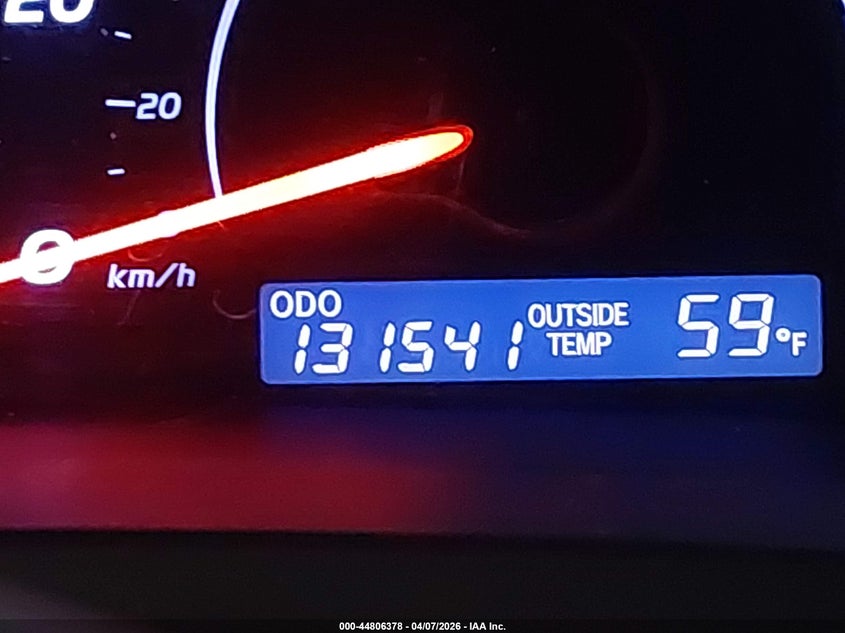 20
20
0
km/h
ODO
131541
OUTSIDE
TEMP
59°F
000-44806378 - 04/07/2026 - IAA Inc.